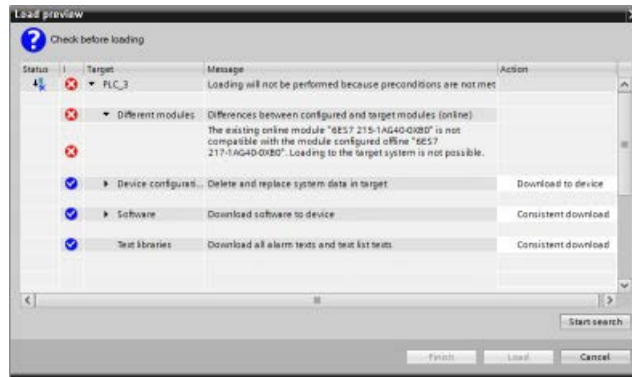 Load preview
Check before loading
Status ! Target Message Action
PLC_3 Loading will not be performed because preconditions are not met
Different modules Differences between configured and target modules (online)
The existing online module "6ES7 215-1AG40-0XB0" is not
compatible with the module configured offline "6ES7
217-1AG40-0XB0". Loading to the target system is not possible.
Device configurati... Delete and replace system data in target Download to device
Software Download software to device Consistent download
Text libraries Download all alarm texts and text list texts Consistent download
Start search
Finish Load Cancel